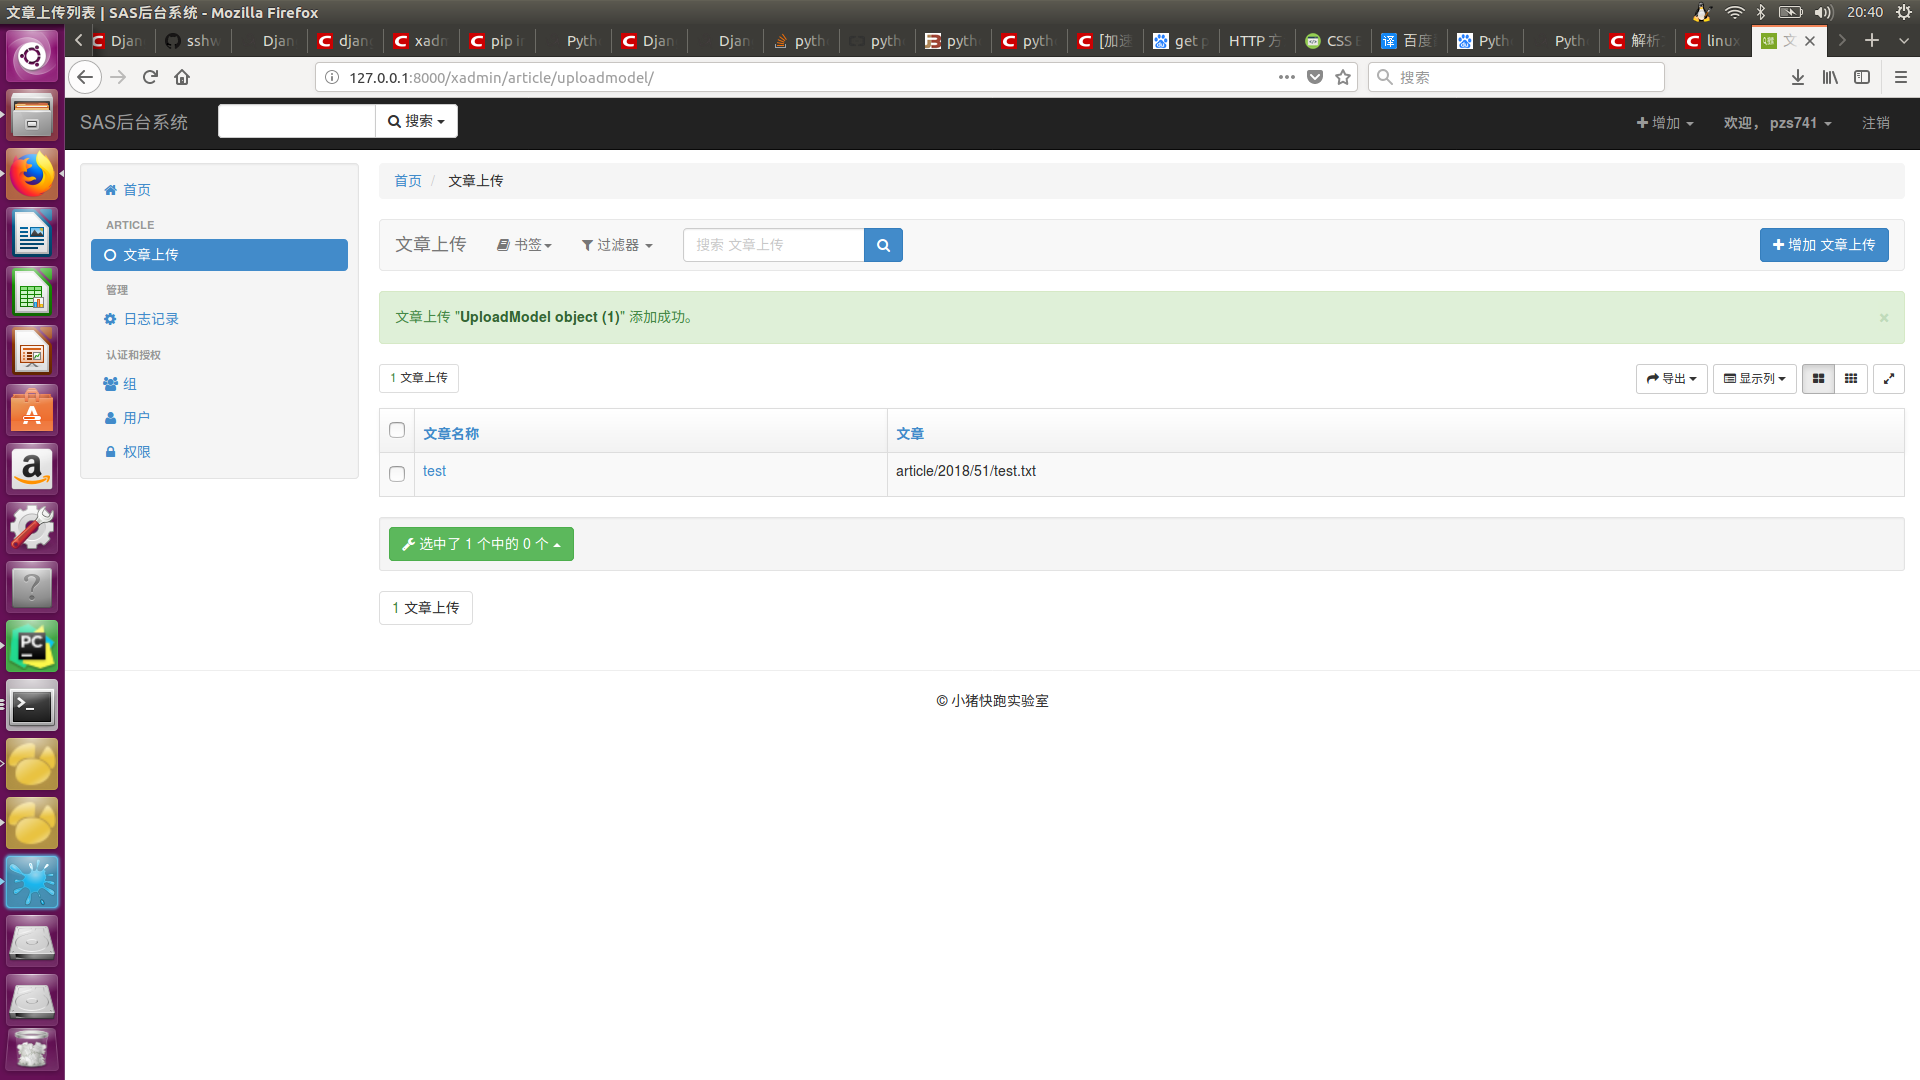 文章上传列表 | SAS后台系统 - Mozilla Firefox
20:40
Djan
sshw
Djan
djan
xadn
pip in
Pyth
Djan
Djan
pyth
pyth
pyth
pyth
[加速
get p
HTTP 方
CSS
百度
Pyth
Pyth
解析
linux
文
127.0.0.1:8000/xadmin/article/uploadmodel/
搜索
SAS后台系统
搜索
增加
欢迎， pzs741
注销
首页
ARTICLE
文章上传
管理
日志记录
认证和授权
组
用户
权限
首页 / 文章上传
文章上传
书签
过滤器
搜索 文章上传
增加 文章上传
文章上传 "UploadModel object (1)" 添加成功。
×
1 文章上传
导出
显示列
文章名称
文章
test
article/2018/51/test.txt
选中了 1 个中的 0 个
1 文章上传
© 小猪快跑实验室